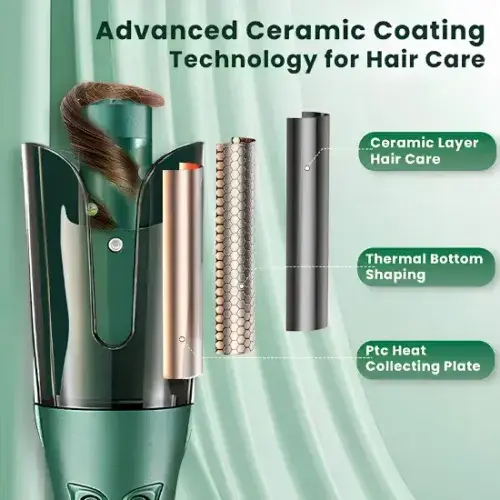 Advanced Ceramic Coating
Technology for Hair Care
Ceramic Layer
Hair Care
Thermal Bottom
Shaping
Ptc Heat
Collecting Plate